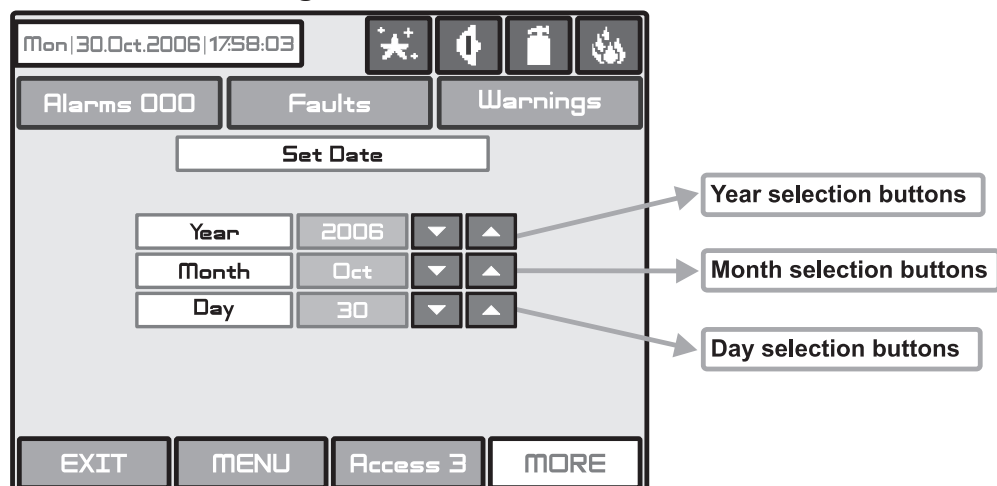 Mon|30.Oct.2006|17:58:03
Alarms 000 Faults Warnings
Set Date
Year 2006
Month Oct
Day 30
Year selection buttons
Month selection buttons
Day selection buttons
EXIT MENU Access 3 MORE